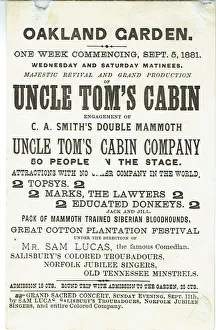 OAKLAND GARDEN.
ONE WEEK COMMENCING, SEPT. 5, 1881.
WEDNESDAY AND SATURDAY MATINEES.
MAJESTIC REVIVAL AND GRAND PRODUCTION
OF
UNCLE TOM'S CABIN
ENGAGEMENT OF
C. A. SMITH'S DOUBLE MAMMOTH
UNCLE TOM'S CABIN COMPANY
50 PEOPLE ON THE STAGE.
ATTRACTIONS WITH NO COMPANY IN THE WORLD,
2 TOPSYS. 2
2 MARKS, THE LAWYERS 2
2 EDUCATED DONKEYS. 2
JACK AND JILL.
PACK OF MAMMOTH TRAINED SIBERIAN BLOODHOUNDS.
GREAT COTTON PLANTATION FESTIVAL
UNDER THE DIRECTION OF
MR. SAM LUCAS, the famous Comedian.
SALISBURY'S COLORED TROUBADOURS,
NORFOLK JUBILEE SINGERS,
OLD TENNESSEE MINSTRELS.
ADMISSION 15 CTS. ROUND TRIP WITH ADMISSION TO THE GARDEN, 25 CTS.
GRAND SACRED CONCERT, SUNDAY EVENING, SEPT. 11th,
by SAM LUCAS, SALISBURY'S TROUBADOURS, NORFOLK JUBILEE
SINGERS, and entire Colored Company.